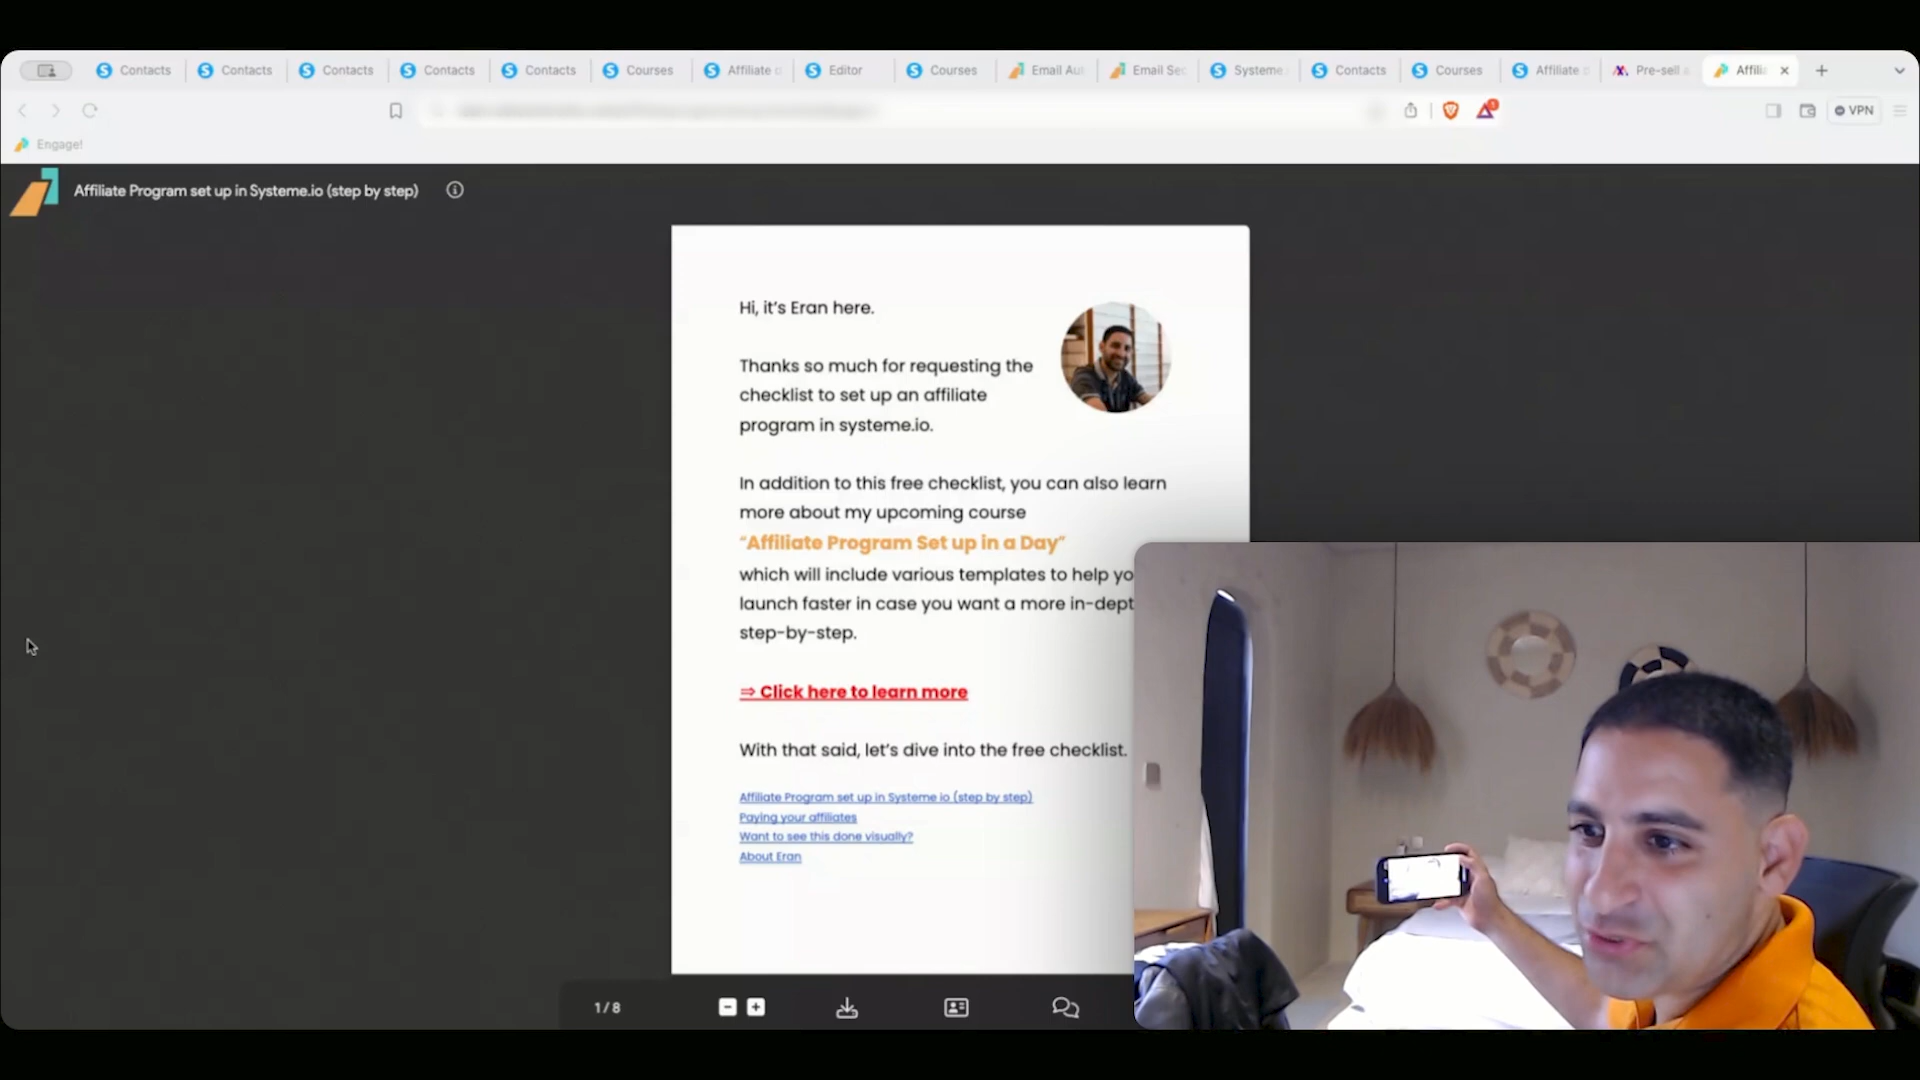 Contacts
Contacts
Contacts
Contacts
Contacts
Courses
Affiliate
Editor
Courses
Email Aut
Email Sec
Systeme.
Contacts
Courses
Affiliate
Pre-sell
Affilia
VPN
Engage!
Affiliate Program set up in Systeme.io (step by step)
Hi, it's Eran here.
Thanks so much for requesting the
checklist to set up an affiliate
program in systeme.io.
In addition to this free checklist, you can also learn
more about my upcoming course
"Affiliate Program Set up in a Day"
which will include various templates to help yo
launch faster in case you want a more in-dept
step-by-step.
⇒ Click here to learn more
With that said, let's dive into the free checklist.
Affiliate Program set up in Systeme io (step by step)
Paying your affiliates
Want to see this done visually?
About Eran
1 / 8